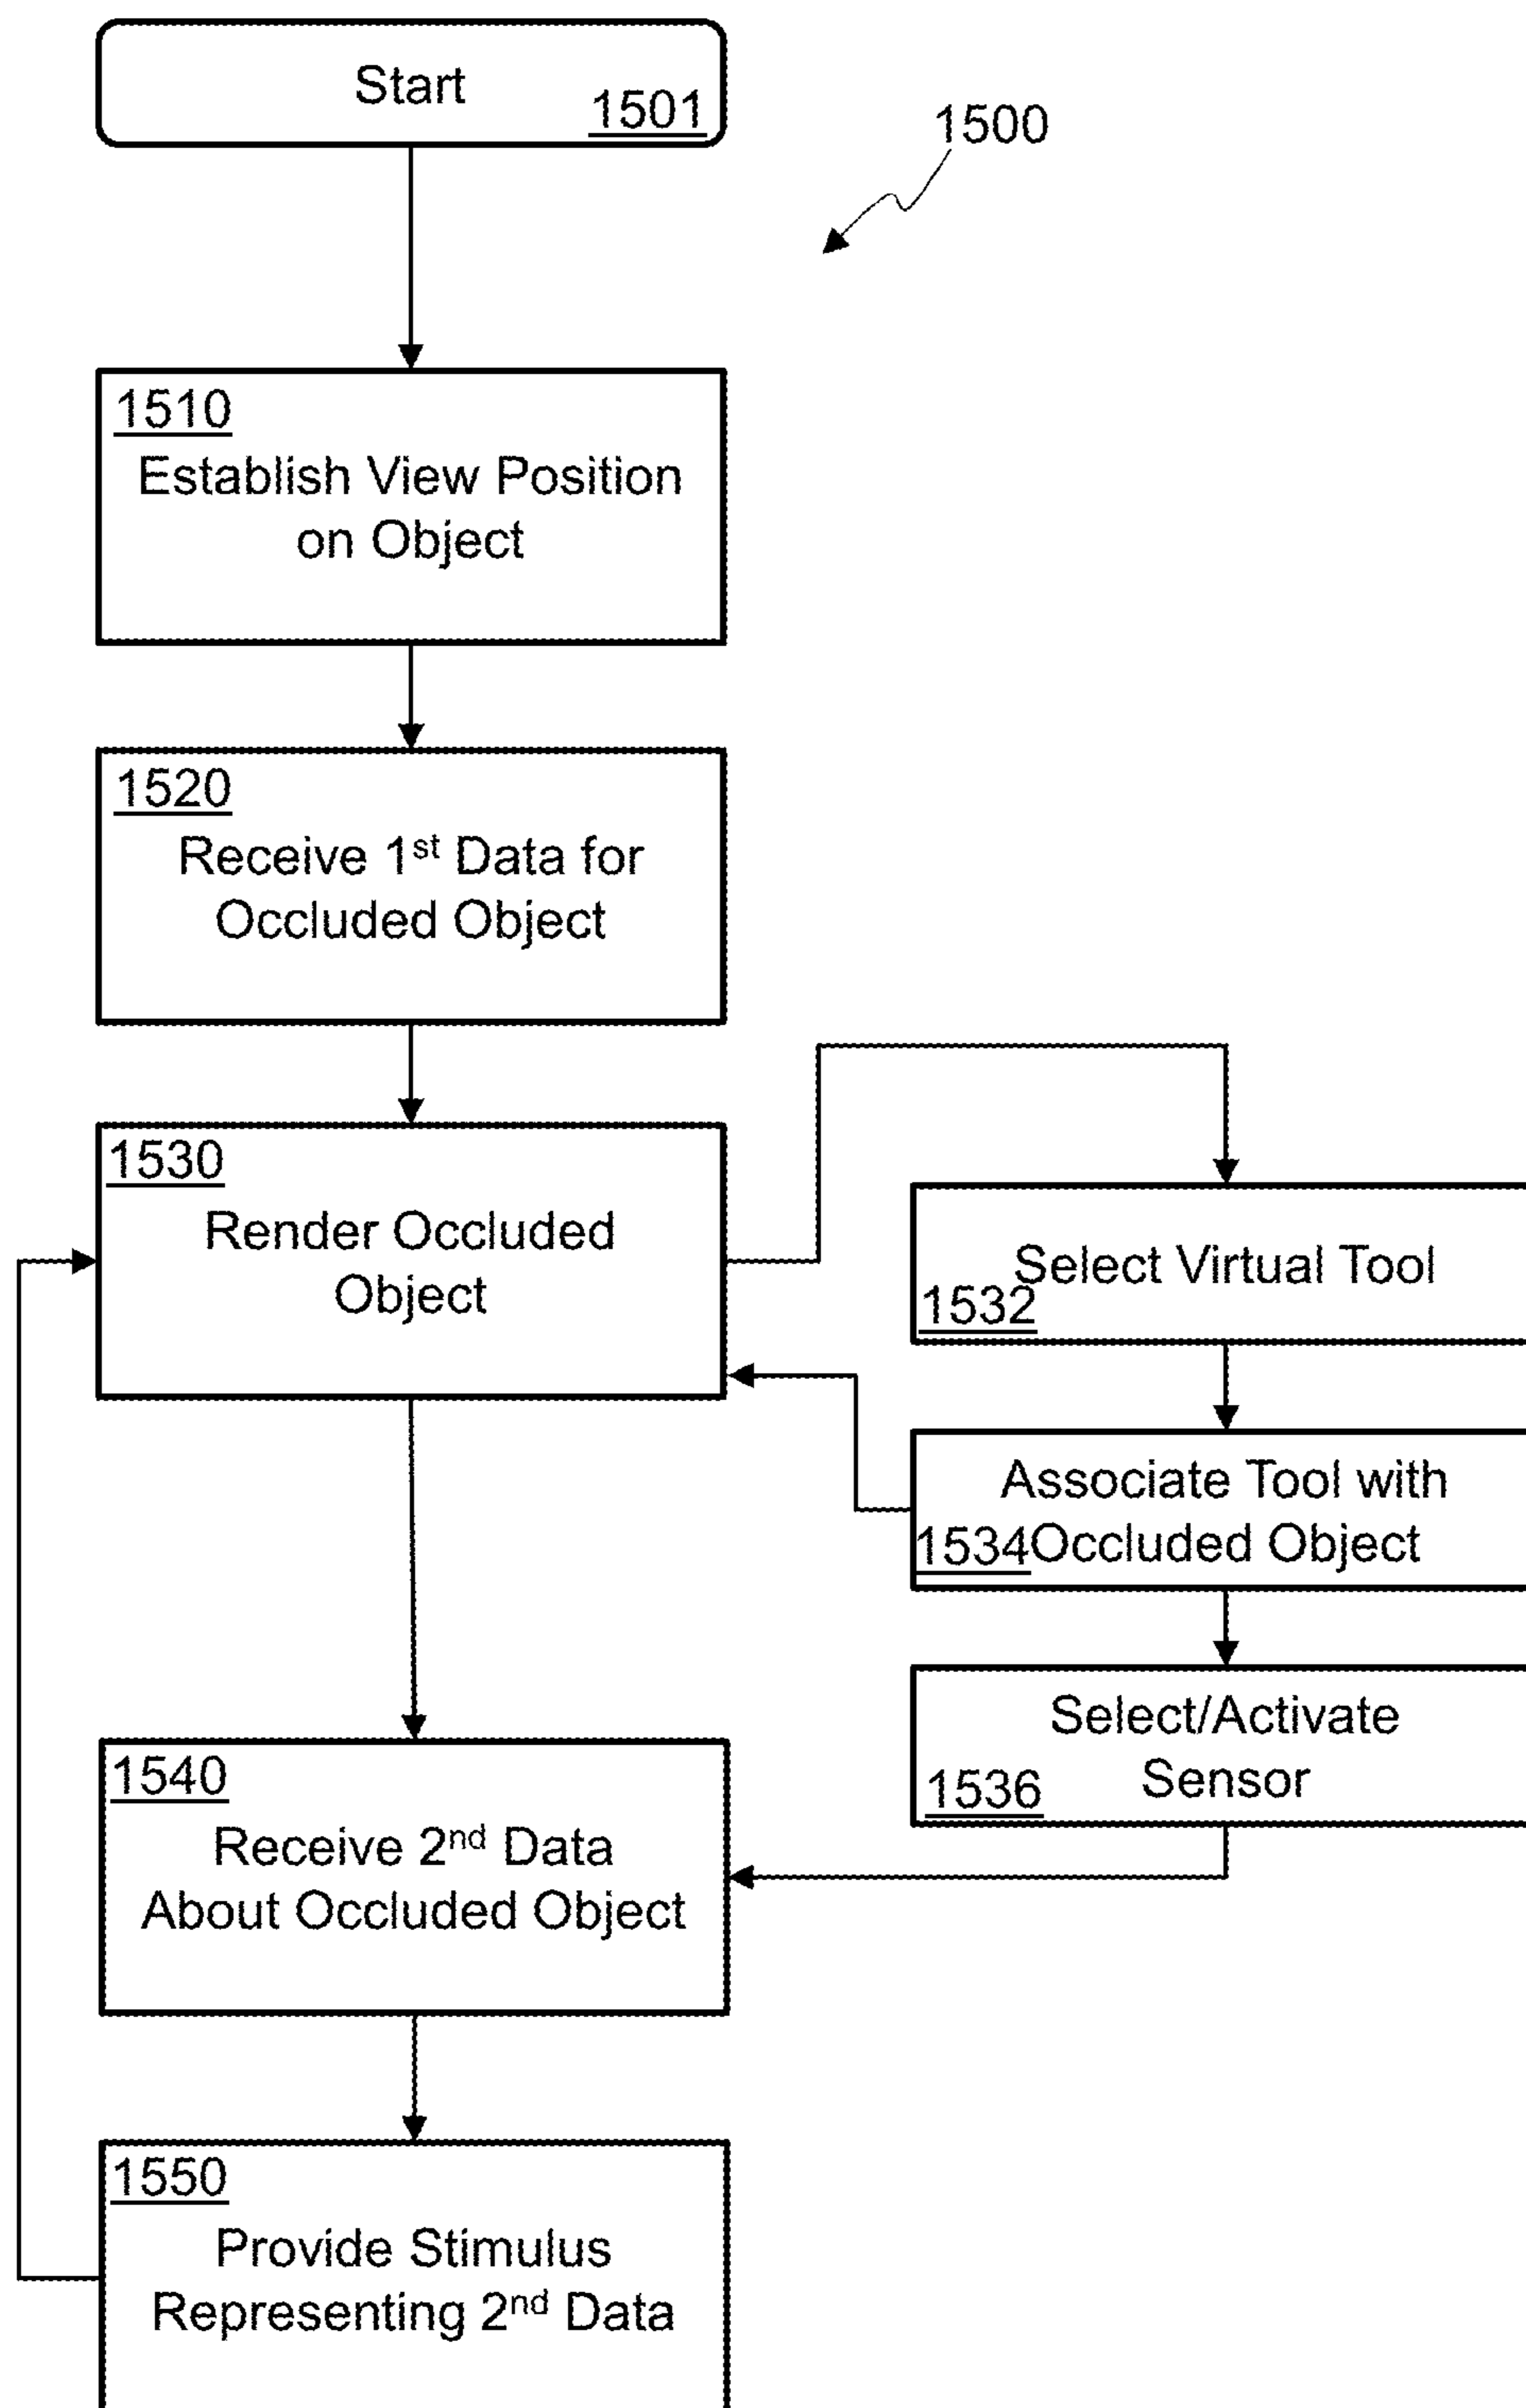 Start
1501
1500
1510
Establish View Position
on Object
1520
Receive 1st Data for
Occluded Object
1530
Render Occluded
Object
Select Virtual Tool
1532
Associate Tool with
1534 Occluded Object
Select/Activate
Sensor
1536
1540
Receive 2nd Data
About Occluded Object
1550
Provide Stimulus
Representing 2nd Data